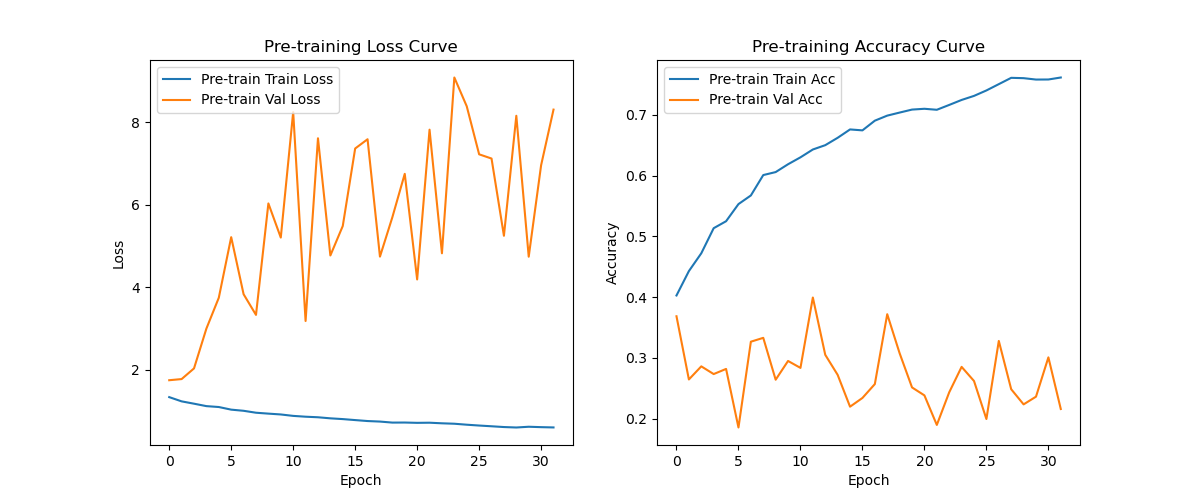 Pre-training Loss Curve
Pre-train Train Loss
Pre-train Val Loss
8
6
4
2
Loss
0 5 10 15 20 25 30
Epoch
Pre-training Accuracy Curve
Pre-train Train Acc
Pre-train Val Acc
0.7
0.6
0.5
0.4
0.3
0.2
Accuracy
0 5 10 15 20 25 30
Epoch